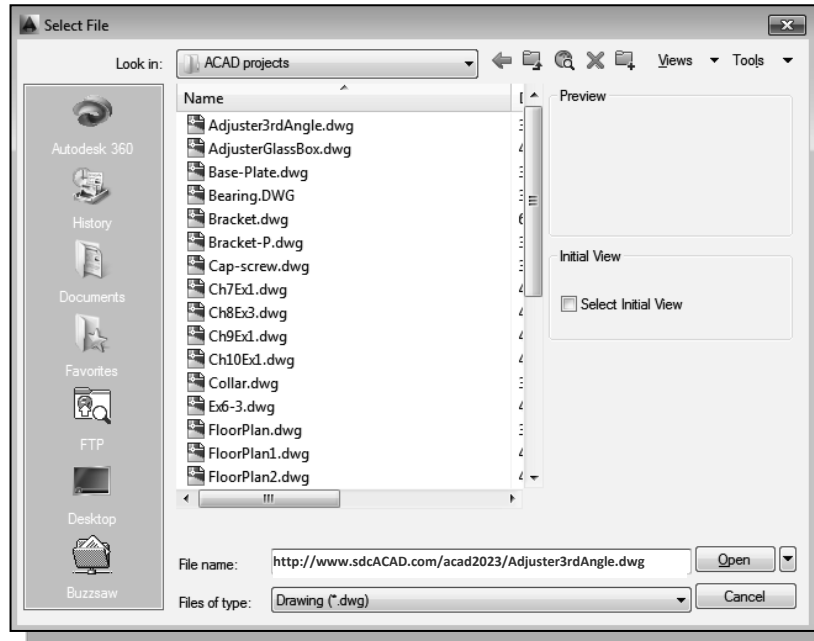 Select File
Look in: ACAD projects Views Tools
Name
Preview
Autodesk 360
History
Documents
Favorites
FTP
Desktop
Buzzsaw
Adjuster3rdAngle.dwg
AdjusterGlassBox.dwg
Base-Plate.dwg
Bearing.DWG
Bracket.dwg
Bracket-P.dwg
Cap-screw.dwg
Ch7Ex1.dwg
Ch8Ex3.dwg
Ch9Ex1.dwg
Ch10Ex1.dwg
Collar.dwg
Ex6-3.dwg
FloorPlan.dwg
FloorPlan1.dwg
FloorPlan2.dwg
Initial View
Select Initial View
File name: http://www.sdcACAD.com/acad2023/Adjuster3rdAngle.dwg Open
Files of type: Drawing (*.dwg) Cancel